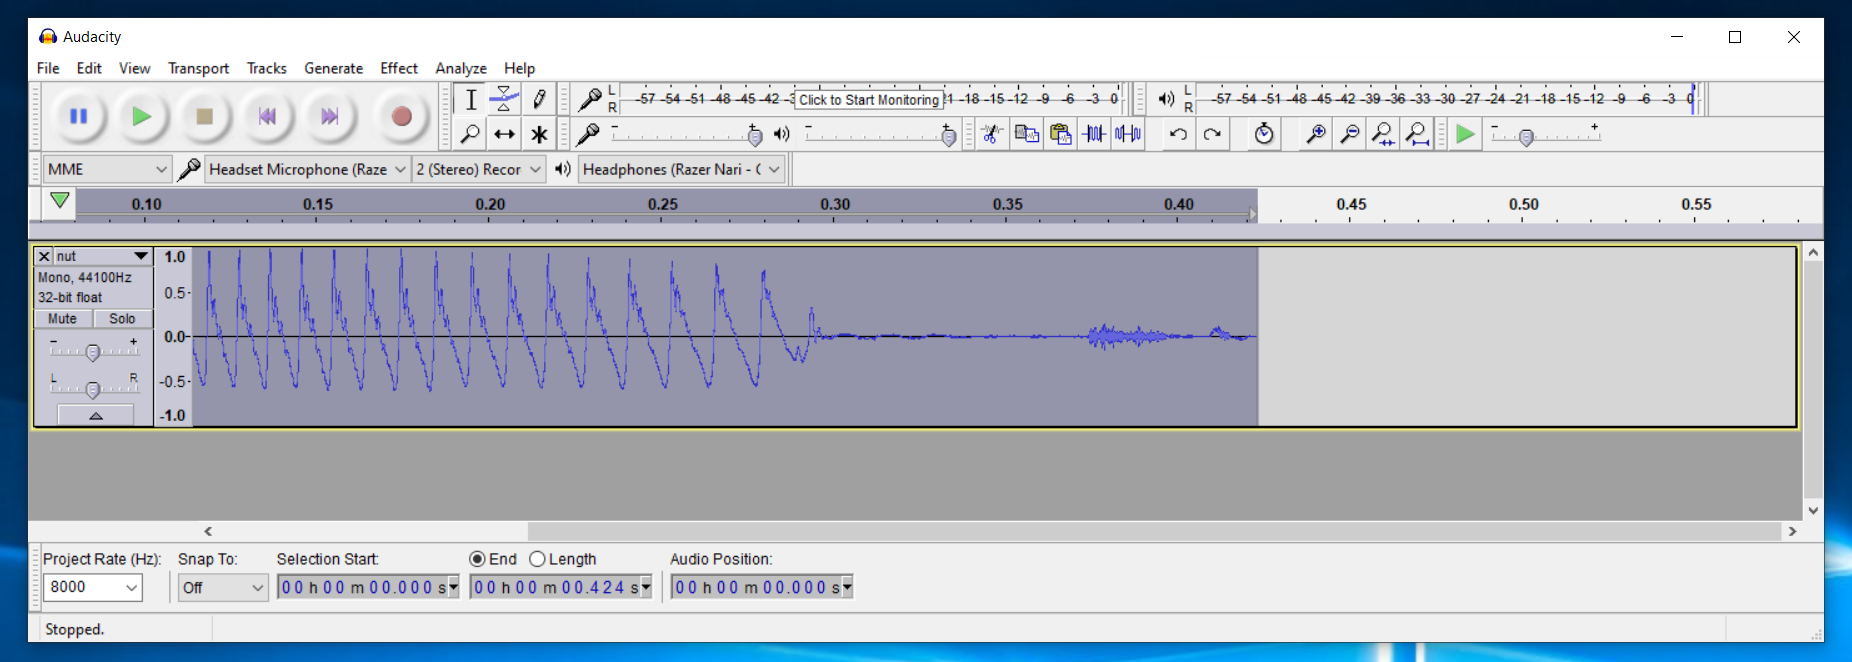 Audacity
File Edit View Transport Tracks Generate Effect Analyze Help
L -57 -54 -51 -48 -45 -42 -3 Click to Start Monitoring 21 -18 -15 -12 -9 -6 -3 0
R
L -57 -54 -51 -48 -45 -42 -39 -36 -33 -30 -27 -24 -21 -18 -15 -12 -9 -6 -3 0
R
- + - + - +
MME Headset Microphone (Raze 2 (Stereo) Recor Headphones (Razer Nari - (
0.10 0.15 0.20 0.25 0.30 0.35 0.40 0.45 0.50 0.55
nut 1.0
Mono, 44100Hz
32-bit float 0.5
Mute Solo 0.0
- +
L R -0.5
-1.0
Project Rate (Hz): Snap To: Selection Start: End Length Audio Position:
8000 Off 00 h 00 m 00.000 s 00 h 00 m 00.424 s 00 h 00 m 00.000 s
Stopped.